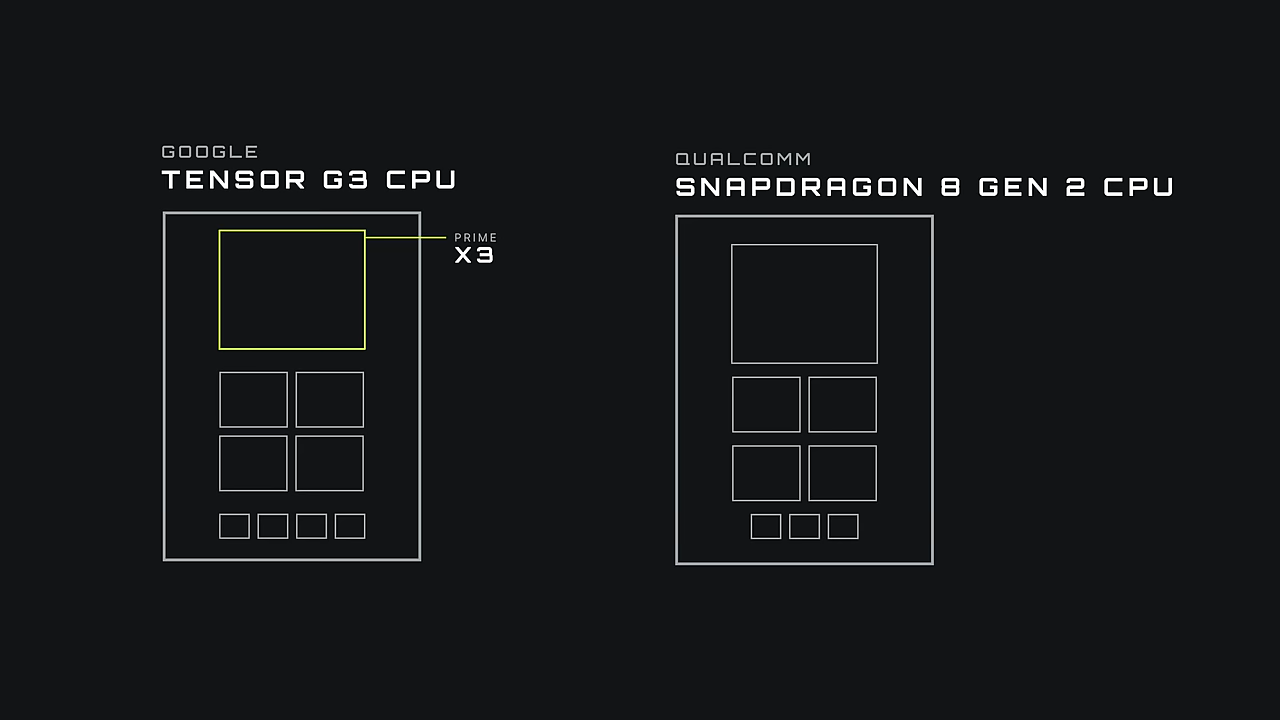 GOOGLE
TENSOR G3 CPU
PRIME
X3
QUALCOMM
SNAPDRAGON 8 GEN 2 CPU